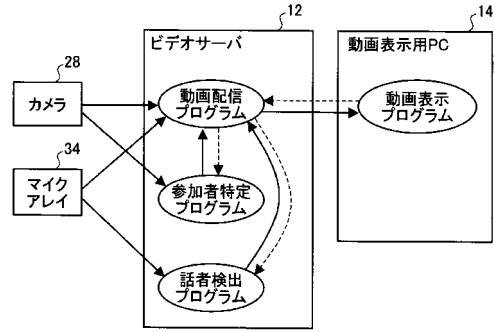 12
14
ビデオサーバ
動画表示用PC
28
カメラ
動画配信
プログラム
動画表示
プログラム
34
マイク
アレイ
参加者特定
プログラム
話者検出
プログラム